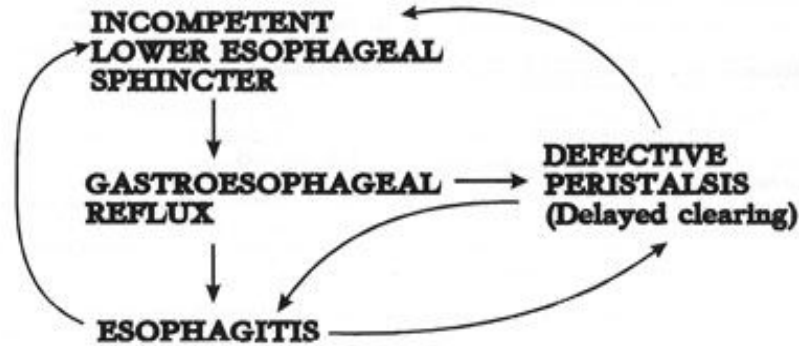 INCOMPETENT
LOWER ESOPHAGEAL
SPHINCTER
GASTROESOPHAGEAL
REFLUX
DEFECTIVE
PERISTALSIS
(Delayed clearing)
ESOPHAGITIS